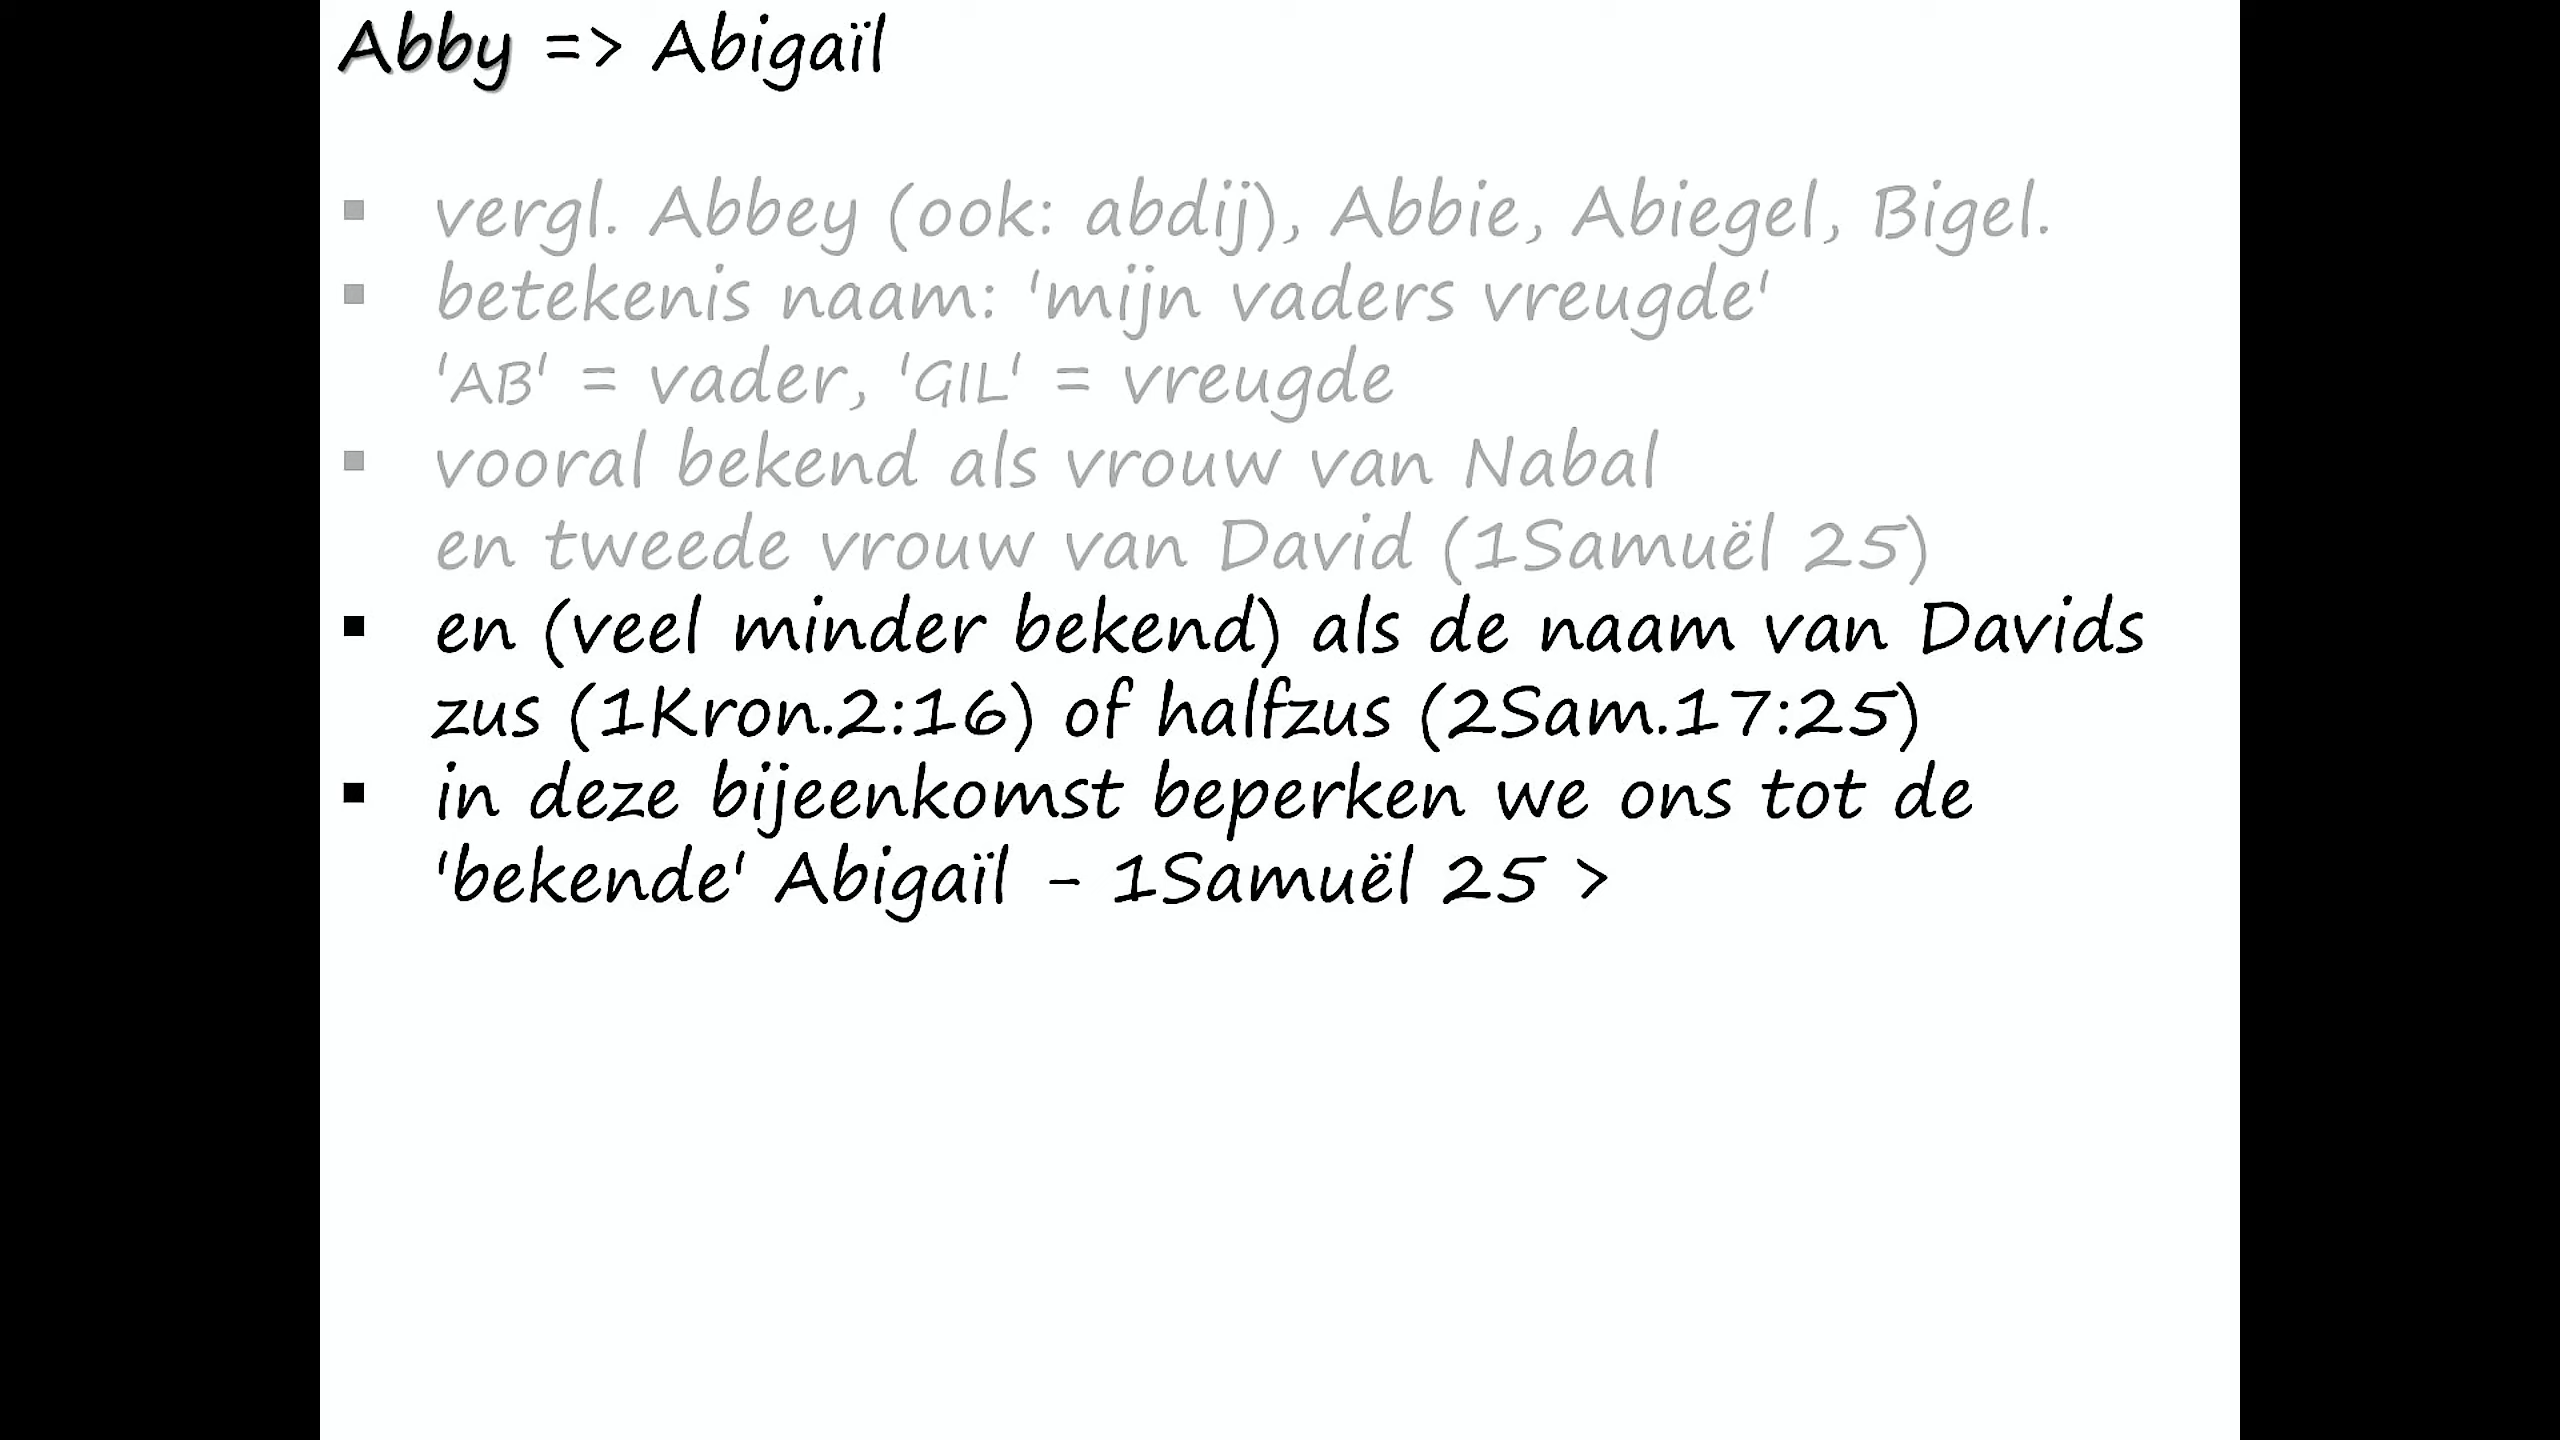 Abby => Abigaïl
▪ vergl. Abbey (ook: abdij), Abbie, Abiegel, Bigel.
▪ betekenis naam: 'mijn vaders vreugde'
'AB' = vader, 'GIL' = vreugde
▪ vooral bekend als vrouw van Nabal
en tweede vrouw van David (1Samuël 25)
▪ en (veel minder bekend) als de naam van Davids
zus (1Kron.2:16) of halfzus (2Sam.17:25)
▪ in deze bijeenkomst beperken we ons tot de
'bekende' Abigaïl - 1Samuël 25 >